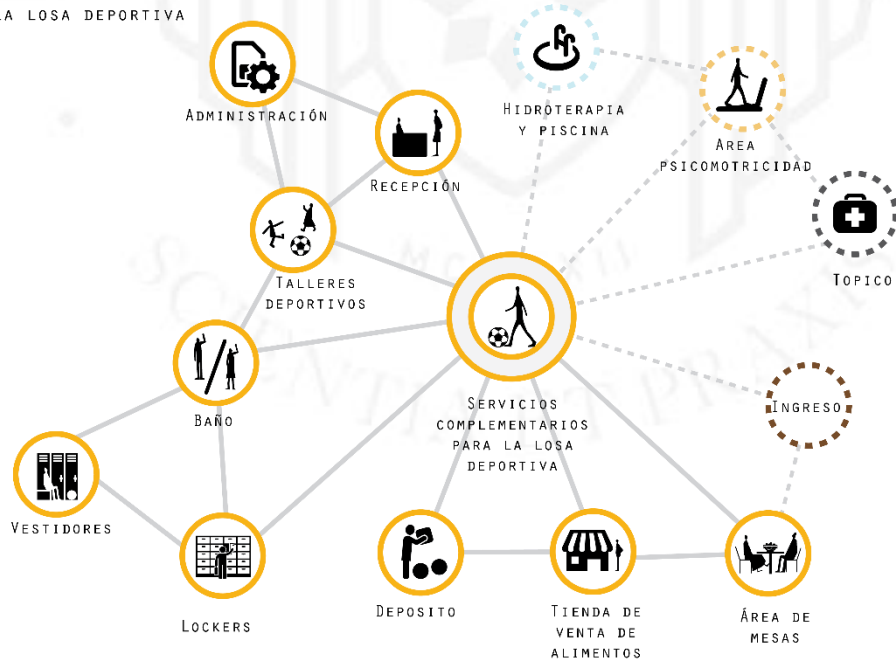 LA LOSA DEPORTIVA
ADMINISTRACIÓN
RECEPCIÓN
HIDROTERAPIA
Y PISCINA
AREA
PSICOMOTRICIDAD
TOPICO
TALLERES
DEPORTIVOS
BAÑO
SERVICIOS
COMPLEMENTARIOS
PARA LA LOSA
DEPORTIVA
INGRESO
VESTIDORES
LOCKERS
DEPOSITO
TIENDA DE
VENTA DE
ALIMENTOS
ÁREA DE
MESAS